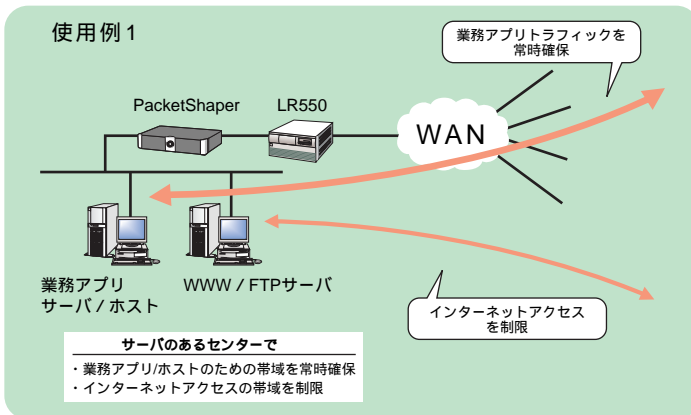 使用例1
業務アプリトラフィックを
常時確保
PacketShaper
LR550
WAN
業務アプリ
サーバ / ホスト
WWW / FTPサーバ
インターネットアクセス
を制限
サーバのあるセンターで
・業務アプリ/ホストのための帯域を常時確保
・インターネットアクセスの帯域を制限